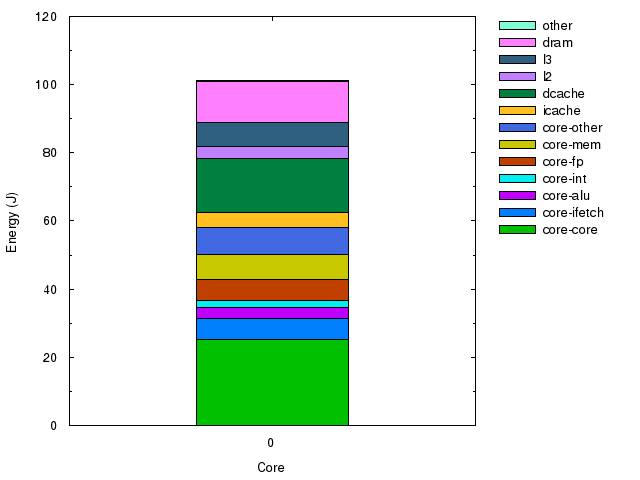 120
100
80
60
40
20
0
Energy (J)
0
Core
other
dram
l3
l2
dcache
icache
core-other
core-mem
core-fp
core-int
core-alu
core-ifetch
core-core